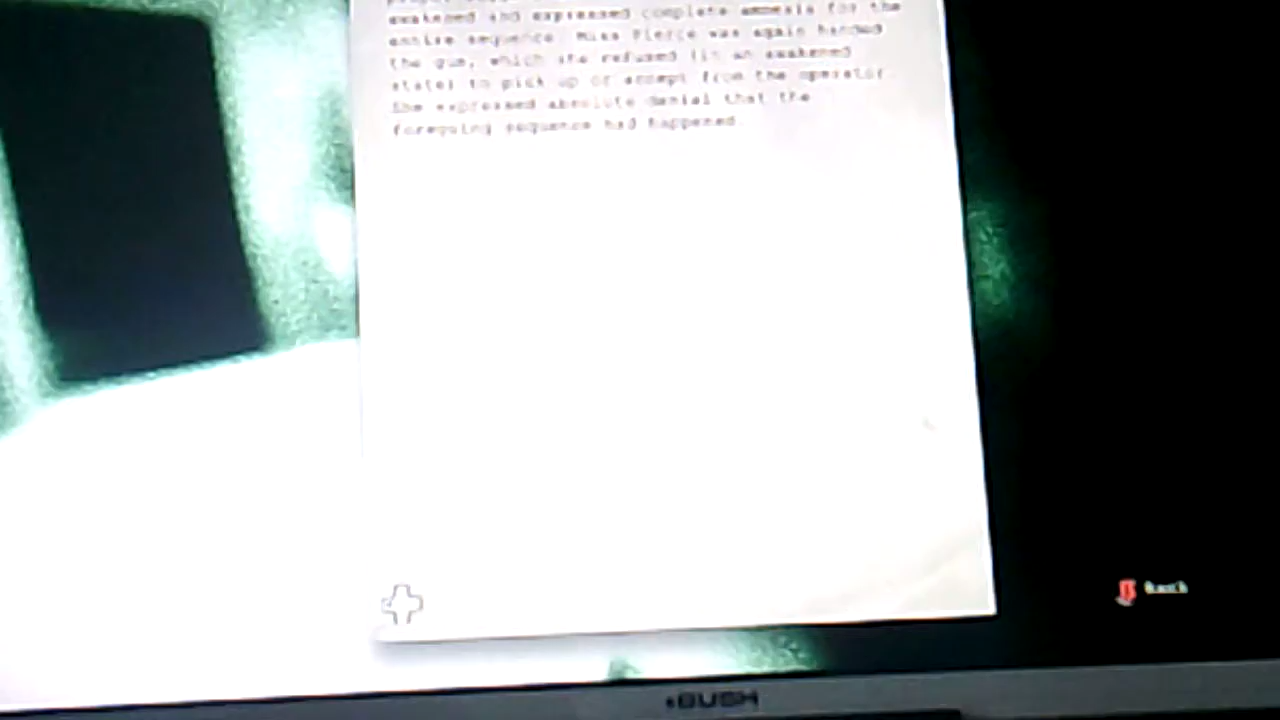 awakened and expressed complete amnesia for the
entire sequence. Miss Pierce was again handed
the gun, which she refused (in an awakened
state) to pick up or accept from the operator.
She expressed absolute denial that the
foregoing sequence had happened.
Back
BUSH